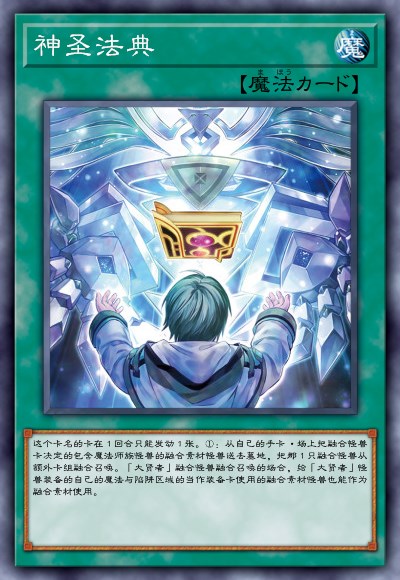 神圣法典
魔
【魔法カード】
まほう
这个卡名的卡在1回合只能发动1张。①：从自己的手卡·场上把融合怪兽
卡决定的包含魔法师族怪兽的融合素材怪兽送去墓地，把那1只融合怪兽从
额外卡组融合召唤。「大贤者」融合怪兽融合召唤的场合，给「大贤者」怪
兽装备的自己的魔法与陷阱区域的当作装备卡使用的融合素材怪兽也能作为
融合素材使用。